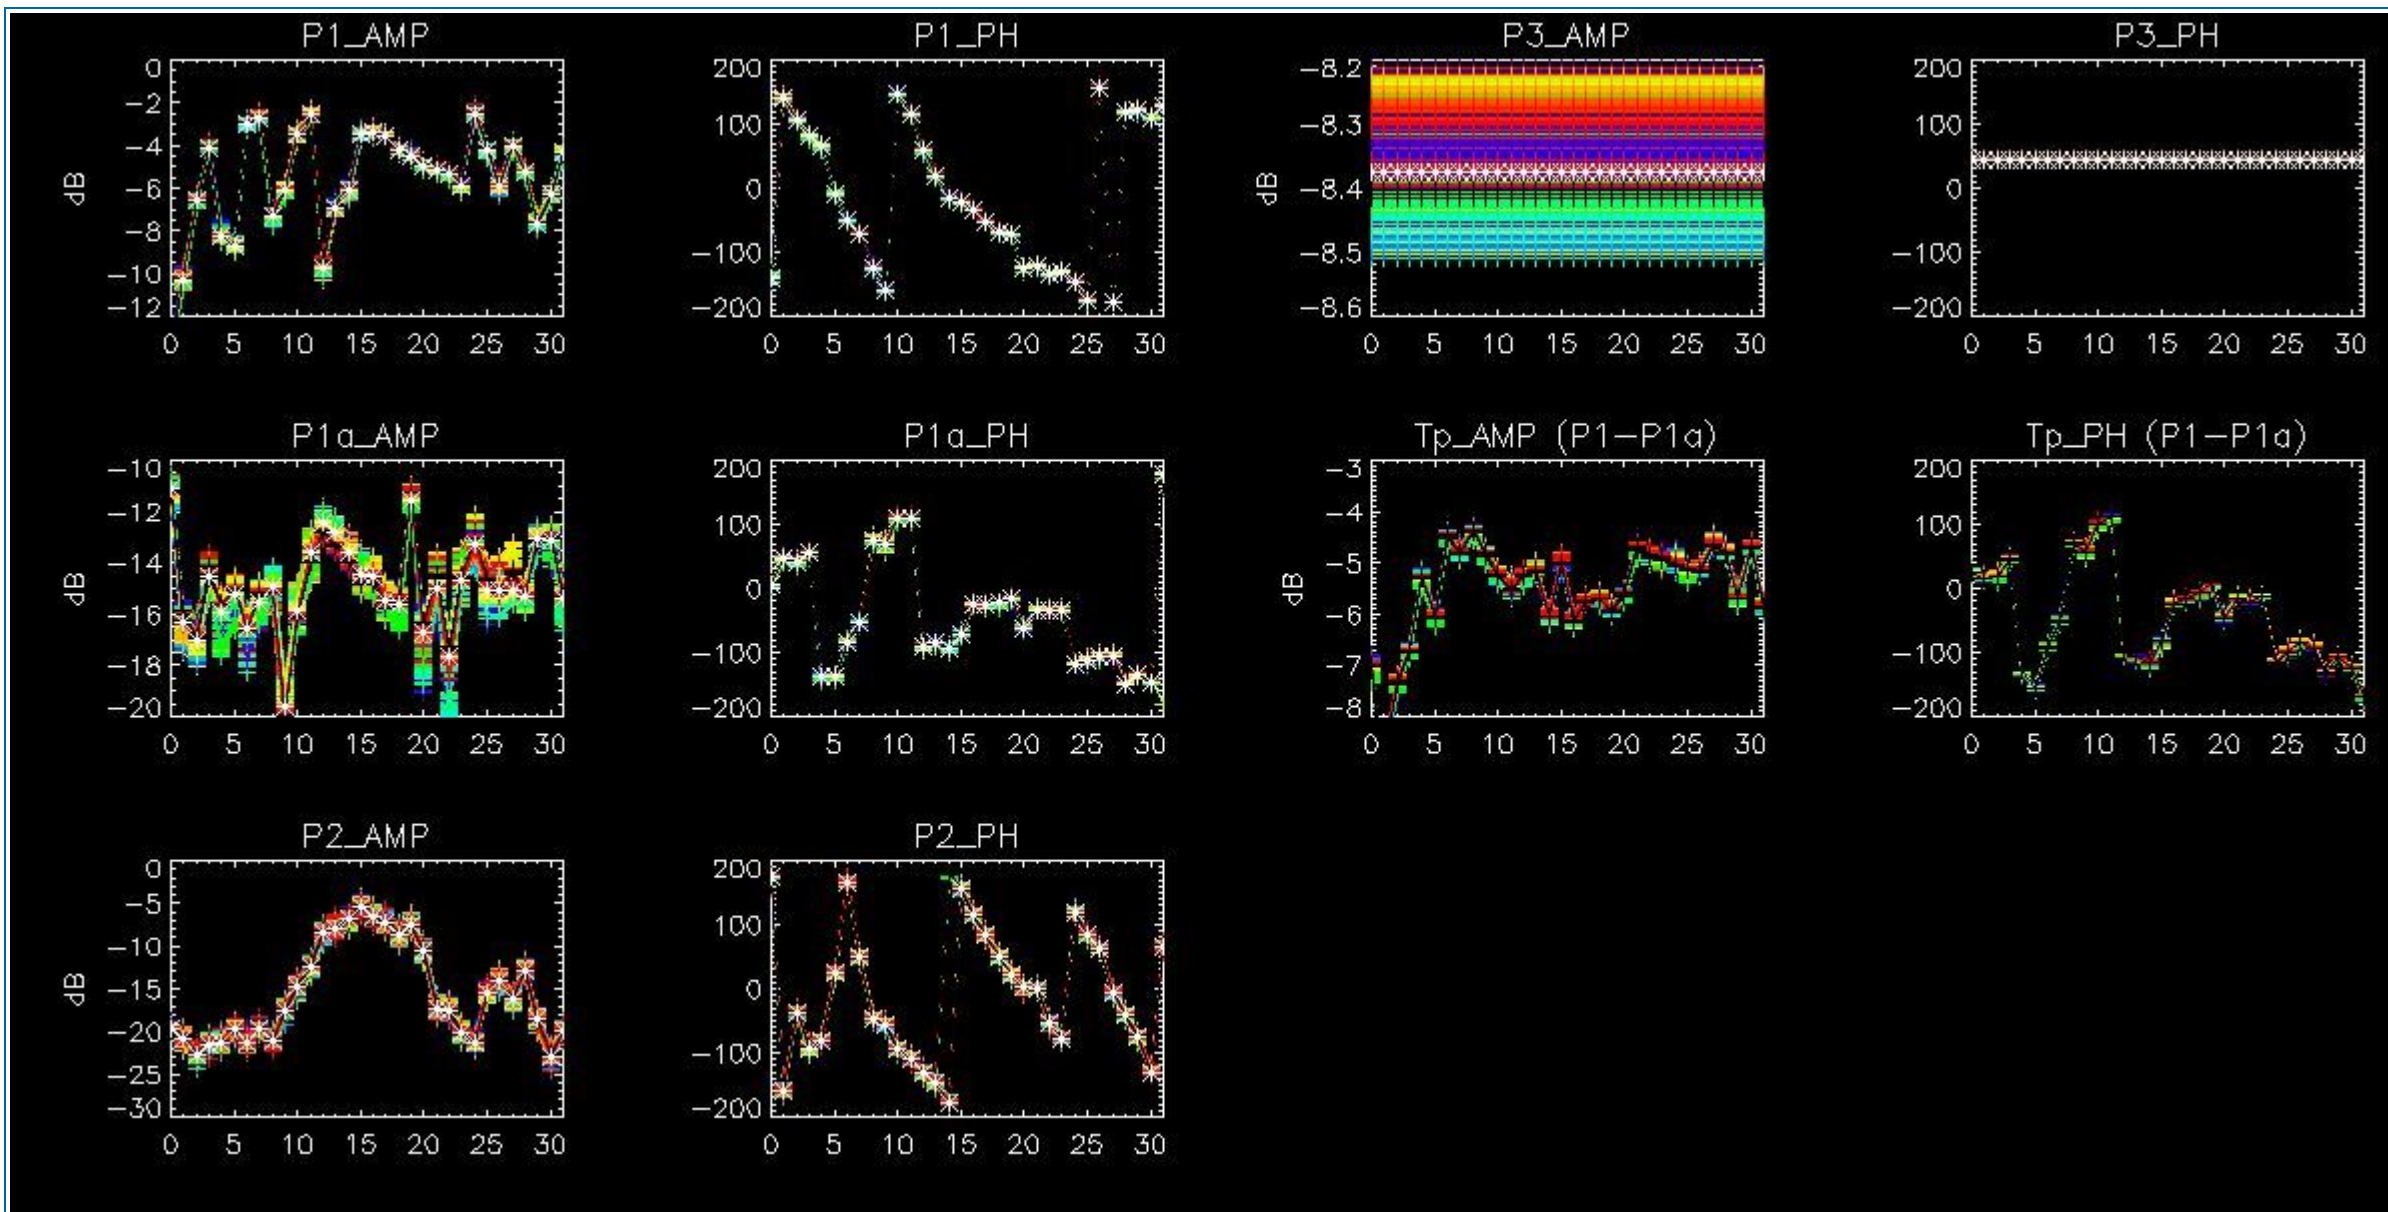 P1_AMP
0
−2
−4
−6
−8
−10
−12
dB
0 5 10 15 20 25 30
P1_PH
200
100
0
−100
−200
0 5 10 15 20 25 30
P3_AMP
−8.2
−8.3
−8.4
−8.5
−8.6
dB
0 5 10 15 20 25 30
P3_PH
200
100
0
−100
−200
0 5 10 15 20 25 30
P1a_AMP
−10
−12
−14
−16
−18
−20
dB
0 5 10 15 20 25 30
P1a_PH
200
100
0
−100
−200
0 5 10 15 20 25 30
Tp_AMP (P1−P1a)
−3
−4
−5
−6
−7
−8
dB
0 5 10 15 20 25 30
Tp_PH (P1−P1a)
200
100
0
−100
−200
0 5 10 15 20 25 30
P2_AMP
0
−5
−10
−15
−20
−25
−30
dB
0 5 10 15 20 25 30
P2_PH
200
100
0
−100
−200
0 5 10 15 20 25 30